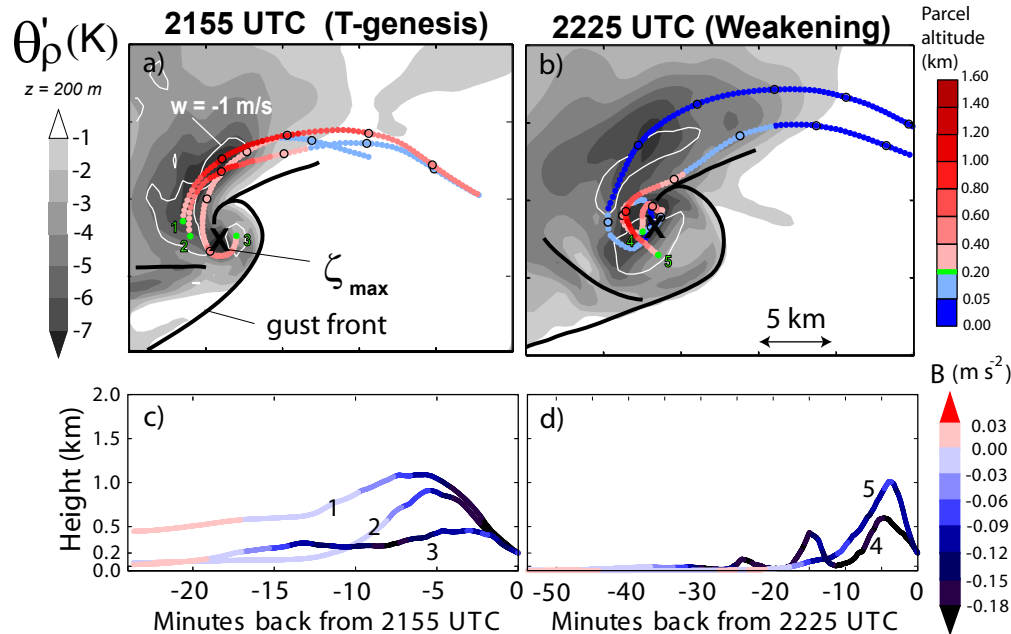 θ'ρ(K)
z = 200 m
-1
-2
-3
-4
-5
-6
-7
2155 UTC (T-genesis)
a)
w = -1 m/s
1
2
X
3
ζmax
gust front
2225 UTC (Weakening)
b)
4
X
5
5 km
Parcel
altitude
(km)
1.60
1.40
1.20
1.00
0.80
0.60
0.40
0.20
0.05
0.00
c)
Height (km)
2.0
1.0
0.5
0.2
0.0
1
2
3
-20
-15
-10
-5
0
Minutes back from 2155 UTC
d)
5
4
-50
-40
-30
-20
-10
0
Minutes back from 2225 UTC
B (m s-2)
0.03
0.00
-0.03
-0.06
-0.09
-0.12
-0.15
-0.18